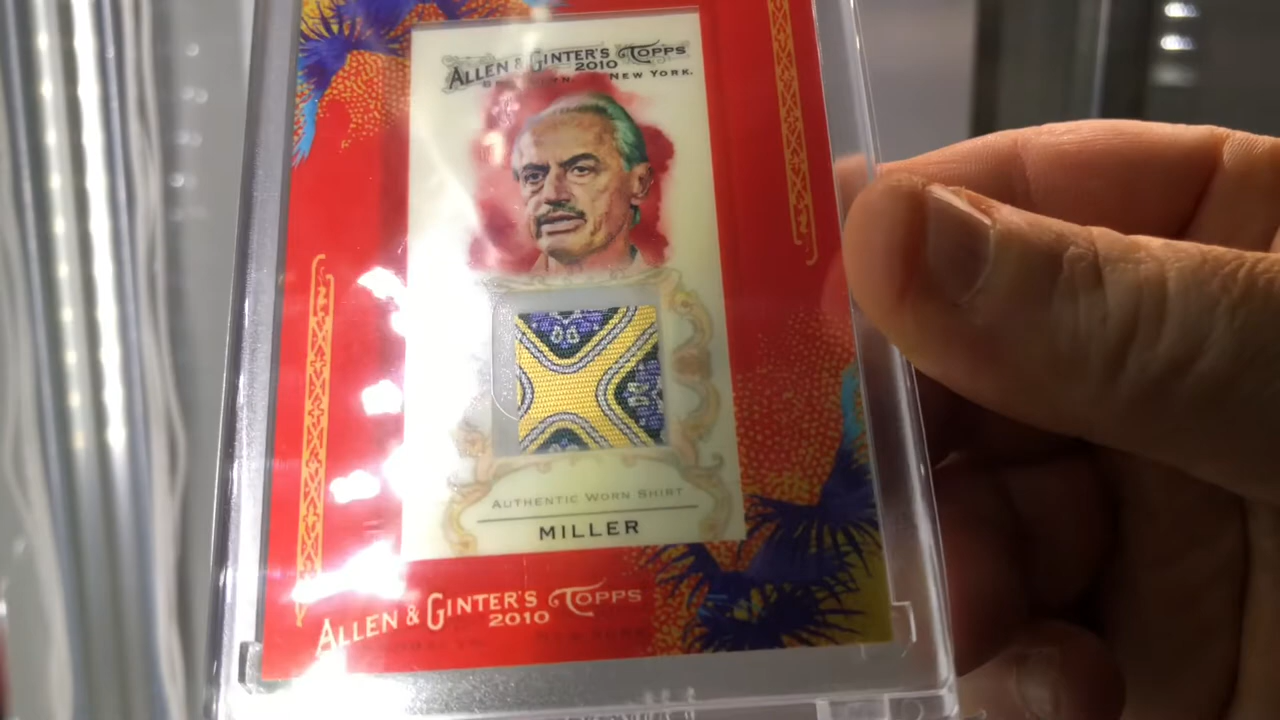 ALLEN & GINTER'S TOPPS
2010
NEW YORK.
AUTHENTIC WORN SHIRT
MILLER
ALLEN & GINTER'S TOPPS
2010